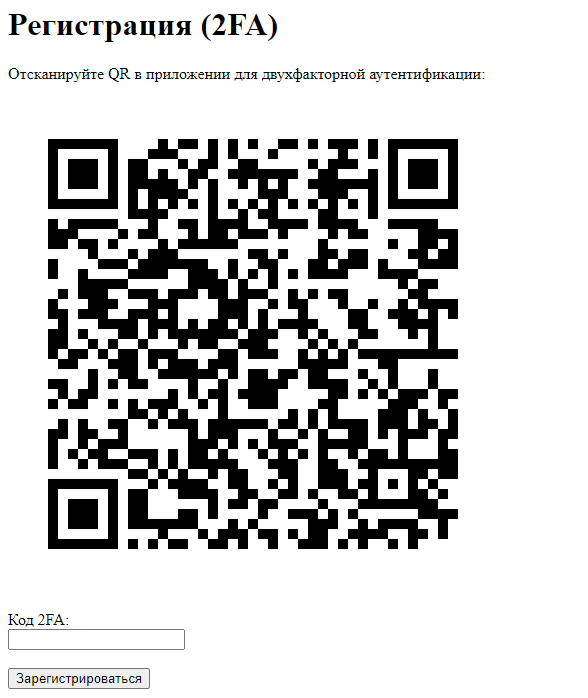 Регистрация (2FA)
Отсканируйте QR в приложении для двухфакторной аутентификации:
Код 2FA:
Зарегистрироваться